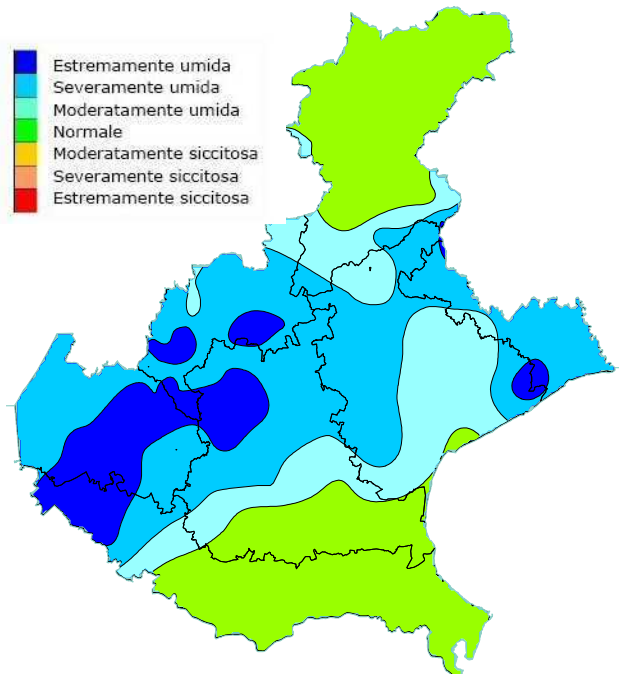 Estremamente umida
Severamente umida
Moderatamente umida
Normale
Moderatamente siccitosa
Severamente siccitosa
Estremamente siccitosa